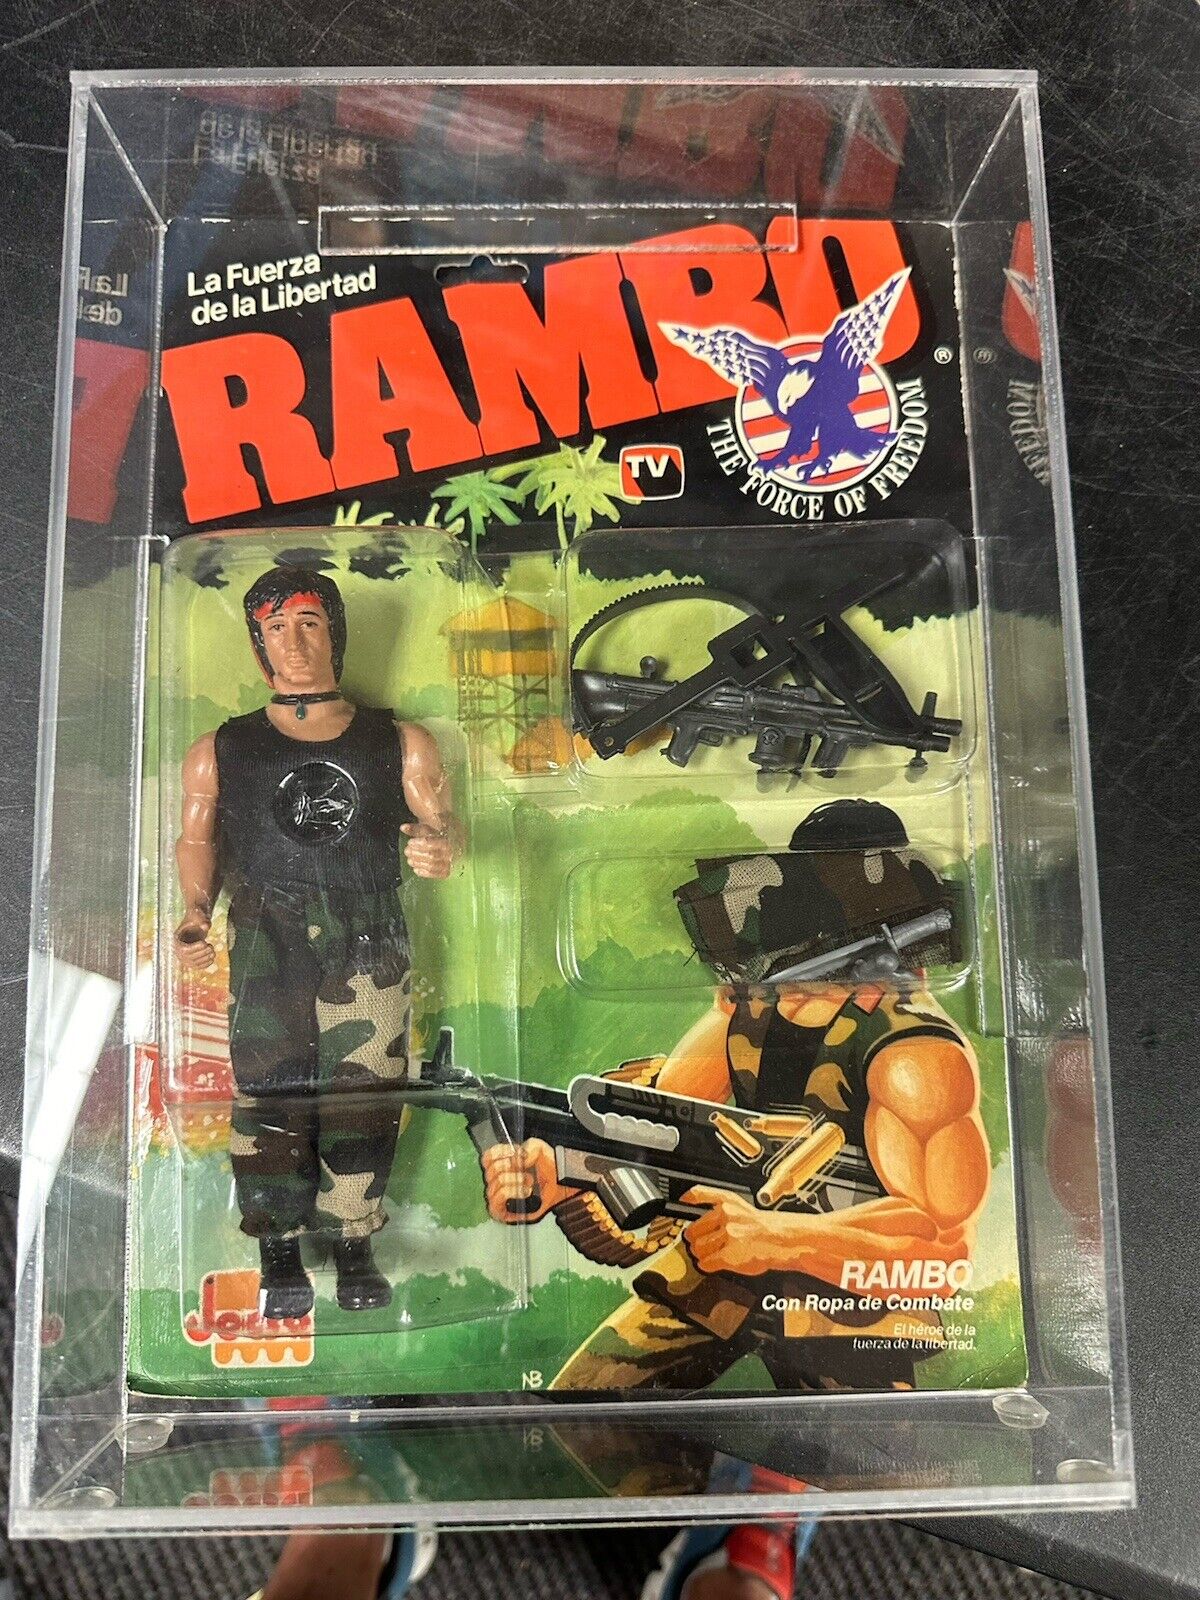 La Fuerza
de la Libertad
RAMBO
®
THE FORCE OF FREEDOM
TV
RAMBO
Con Ropa de Combate
El héroe de la
fuerza de la libertad.
NB